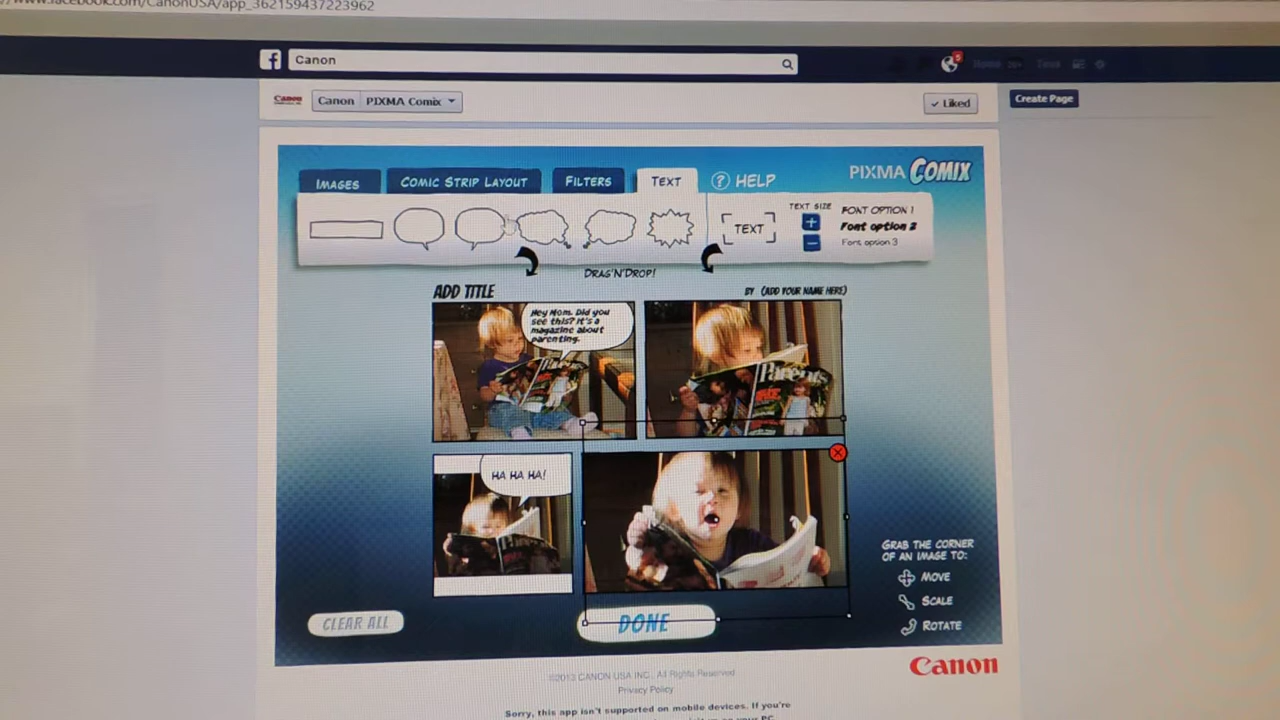 //www.facebook.com/CanonUSA/app_362159437223962
f
Canon
Home 20+
Canon
Canon PIXMA Comix
✓ Liked
Create Page
IMAGES
COMIC STRIP LAYOUT
FILTERS
TEXT
? HELP
PIXMA COMIX
TEXT
TEXT SIZE
+
−
FONT OPTION 1
Font option 2
Font option 3
DRAG'N'DROP!
ADD TITLE
BY (ADD YOUR NAME HERE)
Hey Mom. Did you
see this? It's a
magazine about
parenting.
Parents
Parents
HA HA HA!
GRAB THE CORNER
OF AN IMAGE TO:
MOVE
SCALE
ROTATE
CLEAR ALL
DONE
Canon
©2013 CANON USA INC., All Rights Reserved
Privacy Policy
Sorry, this app isn't supported on mobile devices. If you're